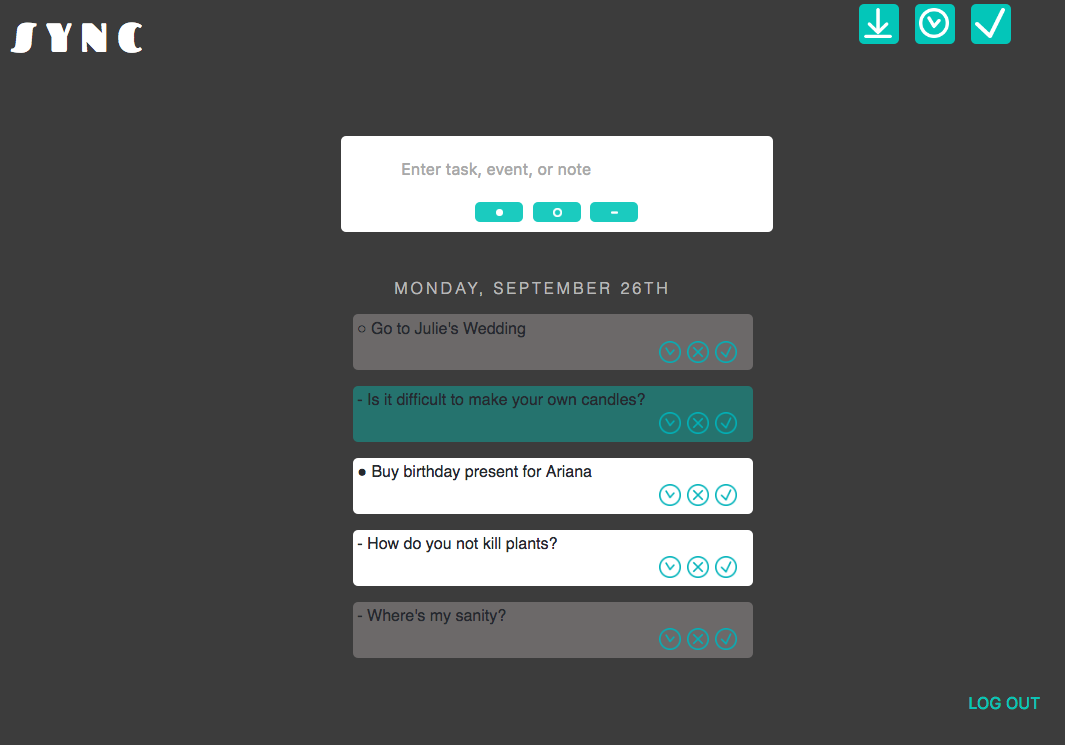 SYNC
Enter task, event, or note
MONDAY, SEPTEMBER 26TH
○ Go to Julie's Wedding
- Is it difficult to make your own candles?
● Buy birthday present for Ariana
- How do you not kill plants?
- Where's my sanity?
LOG OUT